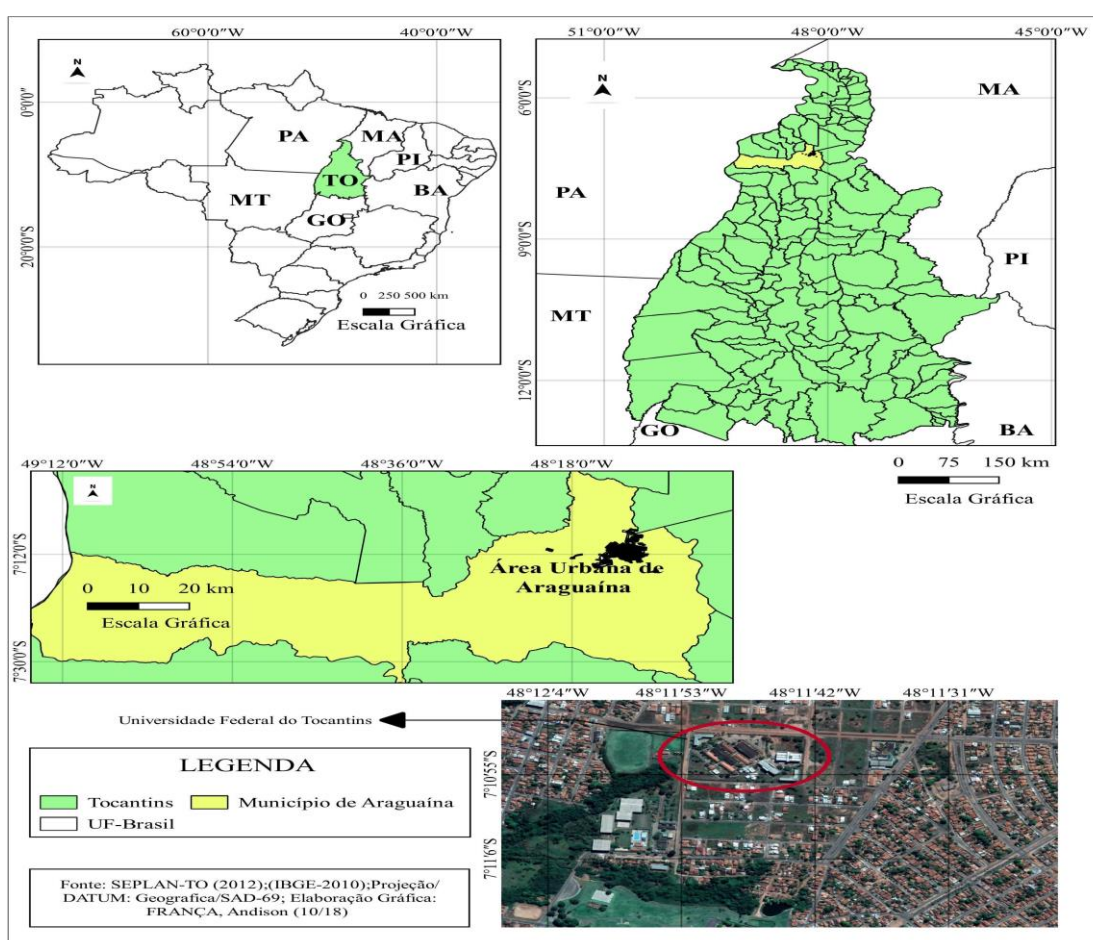 60°0'0"W 40°0'0"W
N
0°0'0"
20°0'0"S
PA
MA
PI
TO
BA
MT
GO
0 250 500 km
Escala Gráfica
51°0'0"W 48°0'0"W 45°0'0"W
N
6°0'0"S
9°0'0"S
12°0'0"S
MA
PA
PI
MT
GO
BA
0 75 150 km
Escala Gráfica
49°12'0"W 48°54'0"W 48°36'0"W 48°18'0"W
N
7°12'0"S
7°30'0"S
Área Urbana de
Araguaína
0 10 20 km
Escala Gráfica
48°12'4"W 48°11'53"W 48°11'42"W 48°11'31"W
7°10'55"S
7°11'6"S
Universidade Federal do Tocantins
LEGENDA
Tocantins Município de Araguaína
UF-Brasil
Fonte: SEPLAN-TO (2012);(IBGE-2010);Projeção/
DATUM: Geografica/SAD-69; Elaboração Gráfica:
FRANÇA, Andison (10/18)